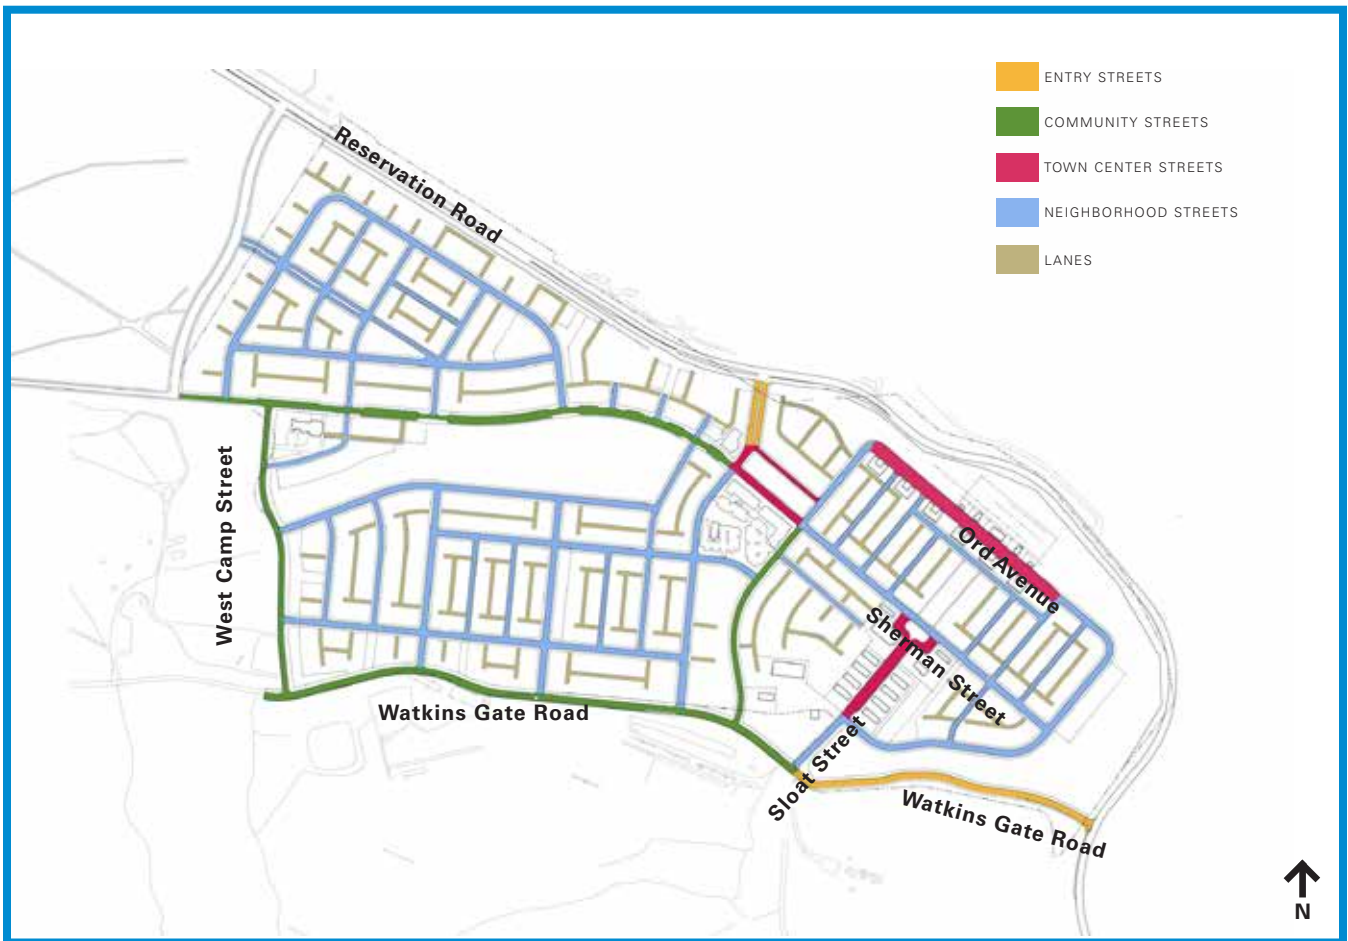 ENTRY STREETS
COMMUNITY STREETS
TOWN CENTER STREETS
NEIGHBORHOOD STREETS
LANES
Reservation Road
West Camp Street
Ord Avenue
Sherman Street
Watkins Gate Road
Sloat Street
Watkins Gate Road
N